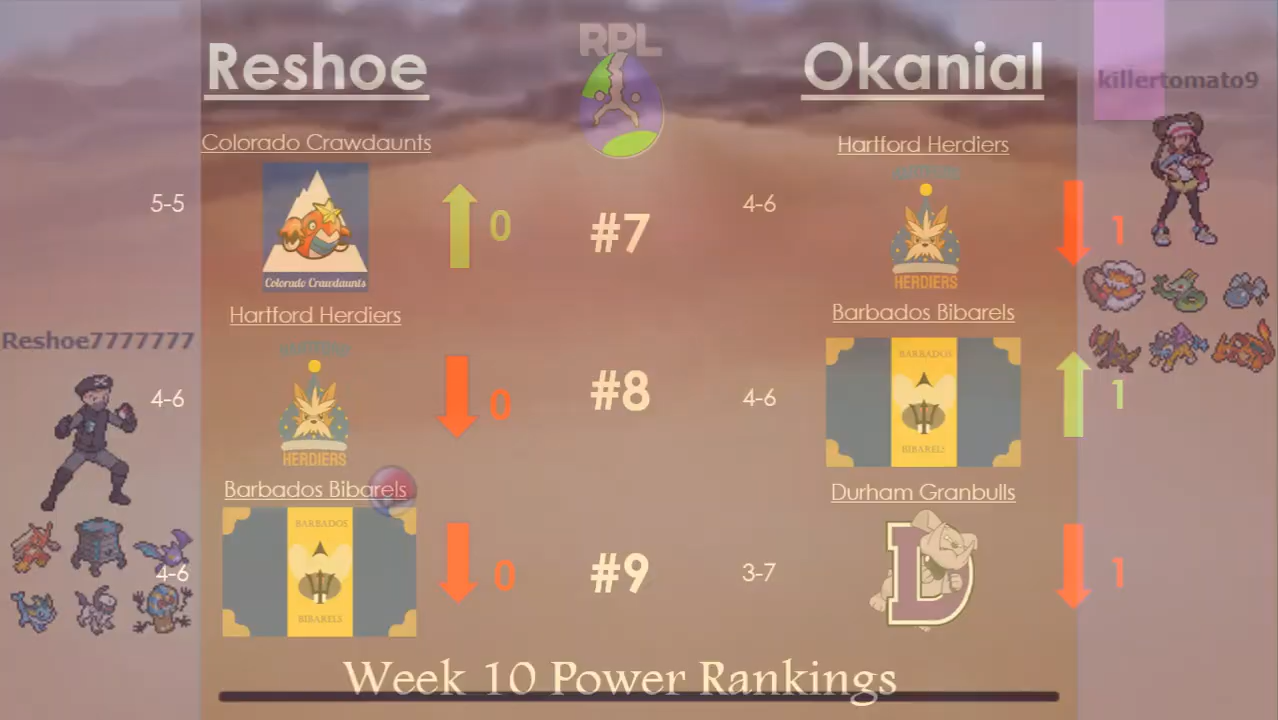 RPL
Reshoe
Okanial
killertomato9
Colorado Crawdaunts
Hartford Herdiers
5-5
Colorado Crawdaunts
0
#7
4-6
HARTFORD
HERDIERS
1
Hartford Herdiers
Barbados Bibarels
Reshoe7777777
4-6
HARTFORD
HERDIERS
0
#8
4-6
BARBADOS
BIBARELS
1
Barbados Bibarels
Durham Granbulls
4-6
BARBADOS
BIBARELS
0
#9
3-7
D
1
Week 10 Power Rankings